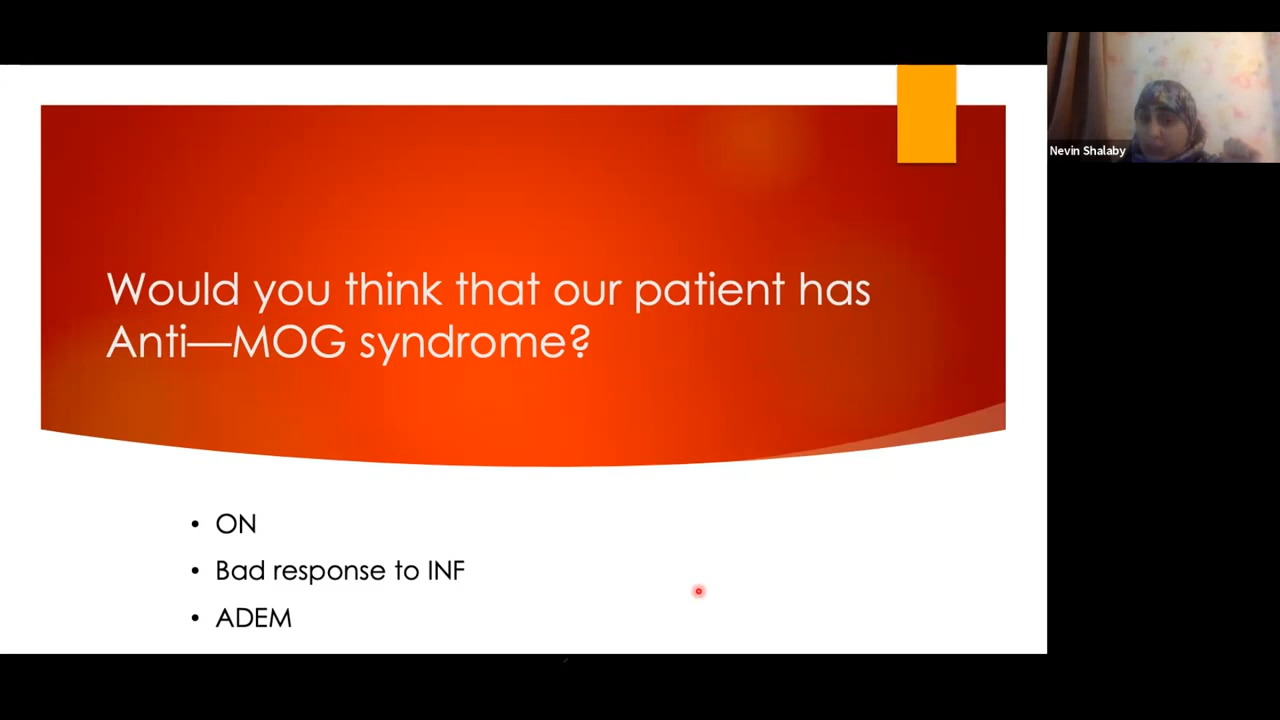 Nevin Shalaby
Would you think that our patient has
Anti—MOG syndrome?
• ON
• Bad response to INF
• ADEM